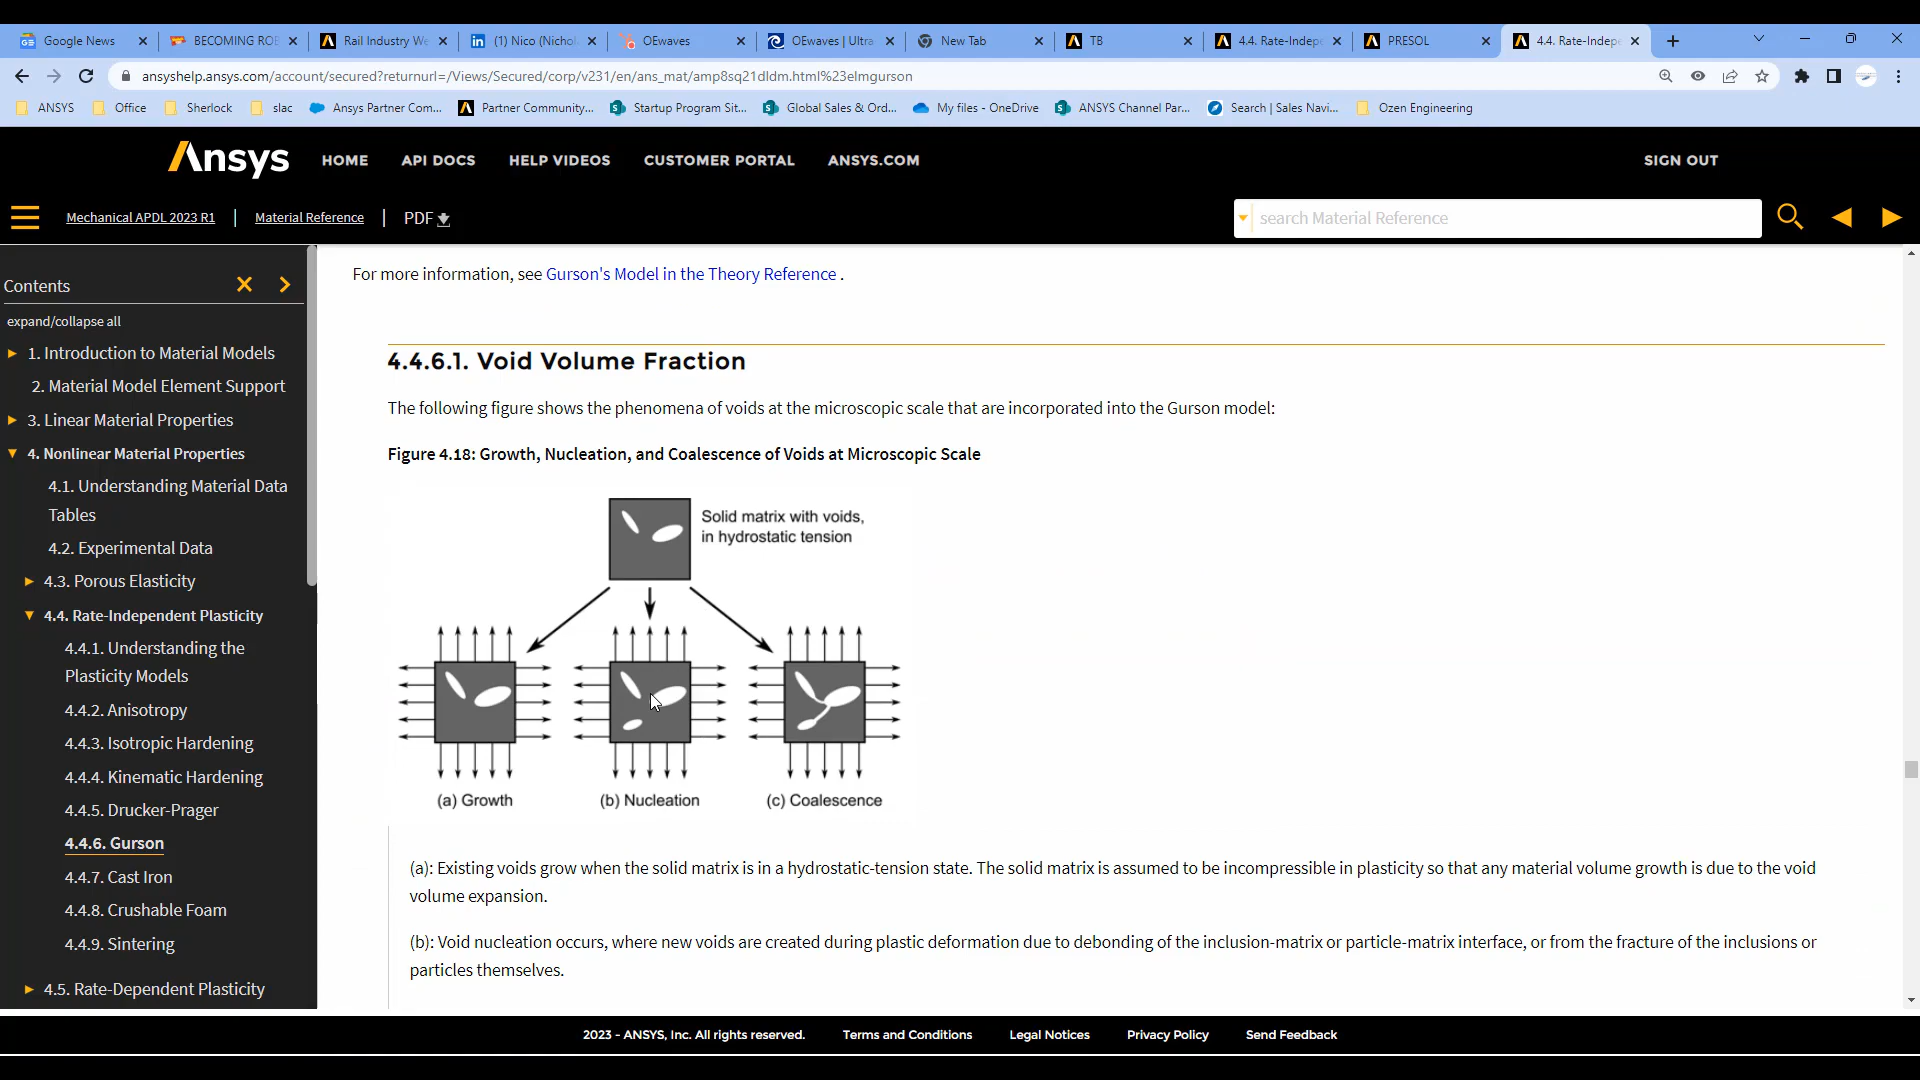 Google News
BECOMING ROB
Rail Industry We
(1) Nico (Nichol
OEwaves
OEwaves | Ultra
New Tab
TB
4.4. Rate-Indepe
PRESOL
4.4. Rate-Indepe
ansyshelp.ansys.com/account/secured?returnurl=/Views/Secured/corp/v231/en/ans_mat/amp8sq21dldm.html%23elmgurson
ANSYS
Office
Sherlock
slac
Ansys Partner Com...
Partner Community...
Startup Program Sit...
Global Sales & Ord...
My files - OneDrive
ANSYS Channel Par...
Search | Sales Navi...
Ozen Engineering
Ansys
HOME
API DOCS
HELP VIDEOS
CUSTOMER PORTAL
ANSYS.COM
SIGN OUT
Mechanical APDL 2023 R1 | Material Reference | PDF
search Material Reference
Contents
expand/collapse all
1. Introduction to Material Models
2. Material Model Element Support
3. Linear Material Properties
4. Nonlinear Material Properties
4.1. Understanding Material Data
Tables
4.2. Experimental Data
4.3. Porous Elasticity
4.4. Rate-Independent Plasticity
4.4.1. Understanding the
Plasticity Models
4.4.2. Anisotropy
4.4.3. Isotropic Hardening
4.4.4. Kinematic Hardening
4.4.5. Drucker-Prager
4.4.6. Gurson
4.4.7. Cast Iron
4.4.8. Crushable Foam
4.4.9. Sintering
4.5. Rate-Dependent Plasticity
For more information, see Gurson's Model in the Theory Reference .
4.4.6.1. Void Volume Fraction
The following figure shows the phenomena of voids at the microscopic scale that are incorporated into the Gurson model:
Figure 4.18: Growth, Nucleation, and Coalescence of Voids at Microscopic Scale
Solid matrix with voids,
in hydrostatic tension
(a) Growth
(b) Nucleation
(c) Coalescence
(a): Existing voids grow when the solid matrix is in a hydrostatic-tension state. The solid matrix is assumed to be incompressible in plasticity so that any material volume growth is due to the void
volume expansion.
(b): Void nucleation occurs, where new voids are created during plastic deformation due to debonding of the inclusion-matrix or particle-matrix interface, or from the fracture of the inclusions or
particles themselves.
2023 - ANSYS, Inc. All rights reserved.
Terms and Conditions
Legal Notices
Privacy Policy
Send Feedback